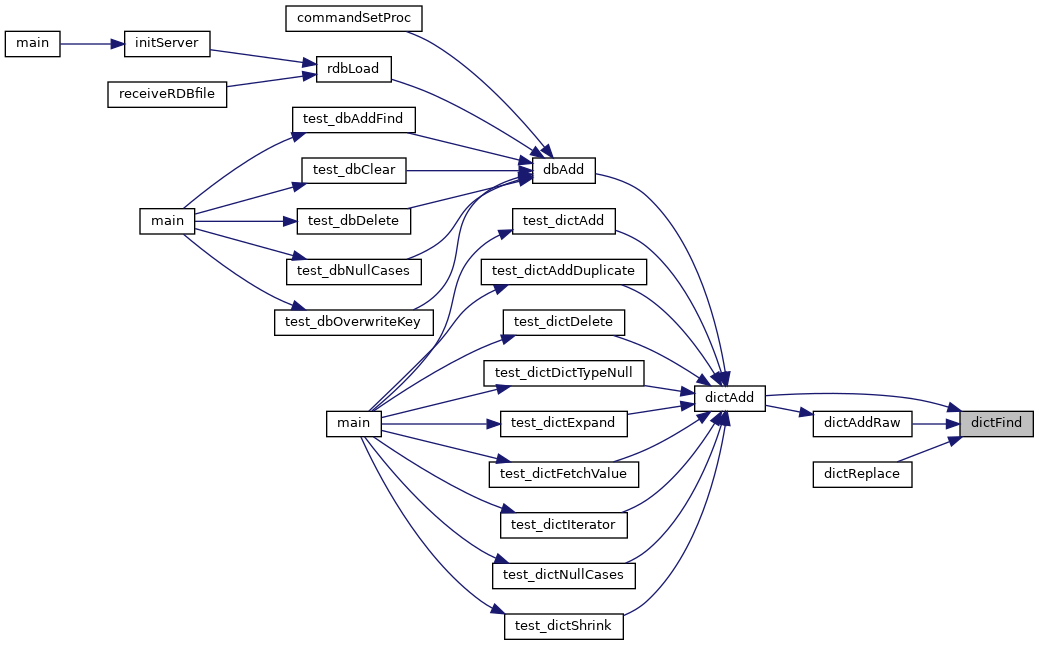 commandSetProc
main
initServer
rdbLoad
receiveRDBfile
test_dbAddFind
dbAdd
test_dbClear
main
test_dbDelete
test_dictAdd
test_dbNullCases
test_dictAddDuplicate
test_dbOverwriteKey
test_dictDelete
test_dictDictTypeNull
dictAdd
main
test_dictExpand
dictAddRaw
dictFind
test_dictFetchValue
dictReplace
test_dictIterator
test_dictNullCases
test_dictShrink